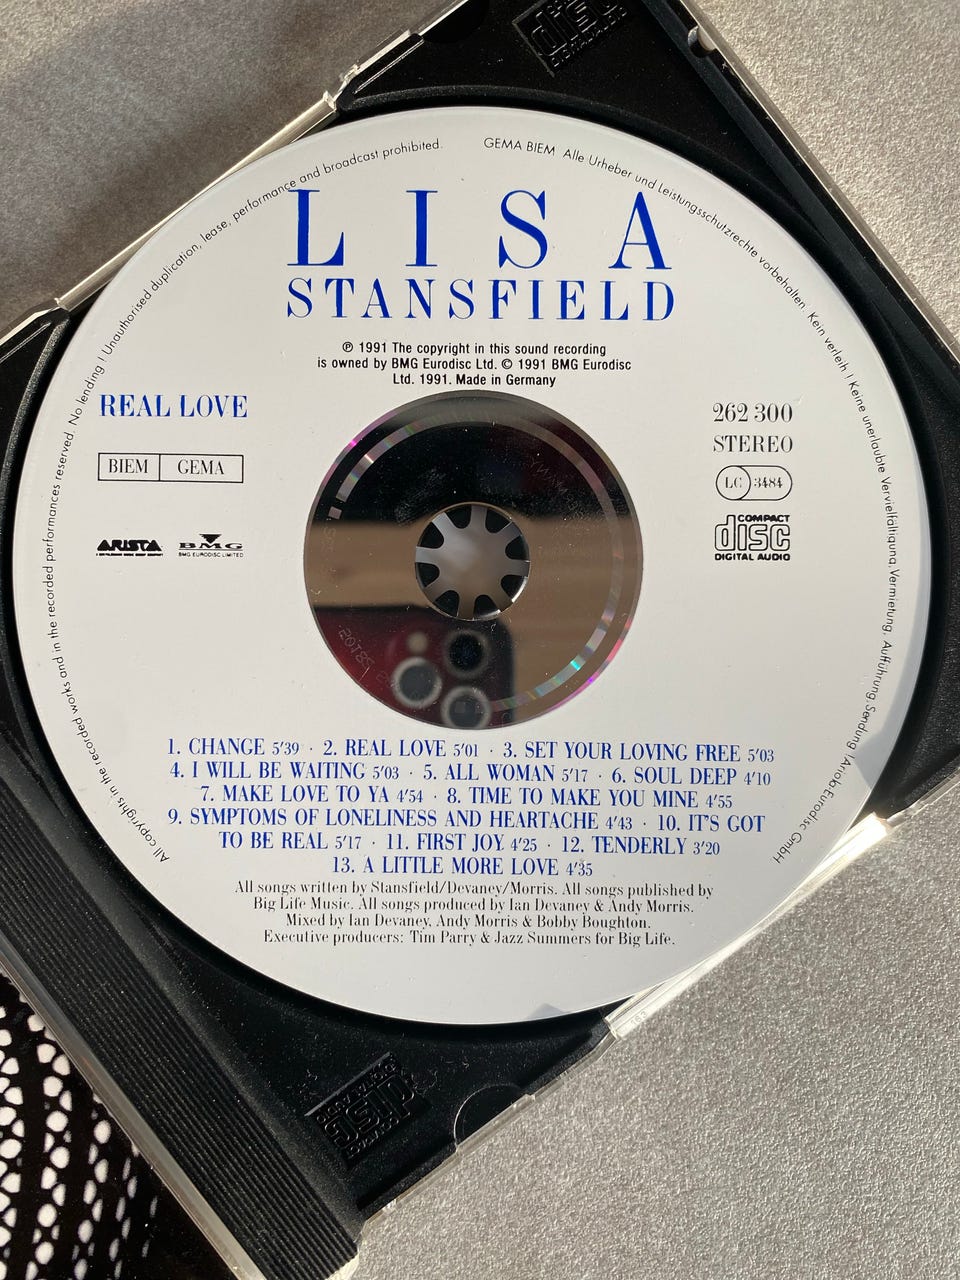 All copyrights in the recorded works and in the recorded performances reserved. No lending ! Unauthorised duplication, lease, performance and broadcast prohibited.
GEMA BIEM Alle Urheber und Leistungsschutzrechte vorbehalten. Kein verleih ! Keine unerlaubte Vervielfältigung, Vermietung, Aufführung, Sendung ! Ariola Eurodisc GmbH
LISA
STANSFIELD
℗ 1991 The copyright in this sound recording
is owned by BMG Eurodisc Ltd. © 1991 BMG Eurodisc
Ltd. 1991. Made in Germany
REAL LOVE
262 300
STEREO
BIEM GEMA
LC 3484
ARISTA
BMG
BMG EURODISC LIMITED
COMPACT
disc
DIGITAL AUDIO
1. CHANGE 5'39 · 2. REAL LOVE 5'01 · 3. SET YOUR LOVING FREE 5'03
4. I WILL BE WAITING 5'03 · 5. ALL WOMAN 5'17 · 6. SOUL DEEP 4'10
7. MAKE LOVE TO YA 4'54 · 8. TIME TO MAKE YOU MINE 4'55
9. SYMPTOMS OF LONELINESS AND HEARTACHE 4'43 · 10. IT'S GOT
TO BE REAL 5'17 · 11. FIRST JOY 4'25 · 12. TENDERLY 3'20
13. A LITTLE MORE LOVE 4'35
All songs written by Stansfield/Devaney/Morris. All songs published by
Big Life Music. All songs produced by Ian Devaney & Andy Morris.
Mixed by Ian Devaney, Andy Morris & Bobby Boughton.
Executive producers: Tim Parry & Jazz Summers for Big Life.
disc
disc